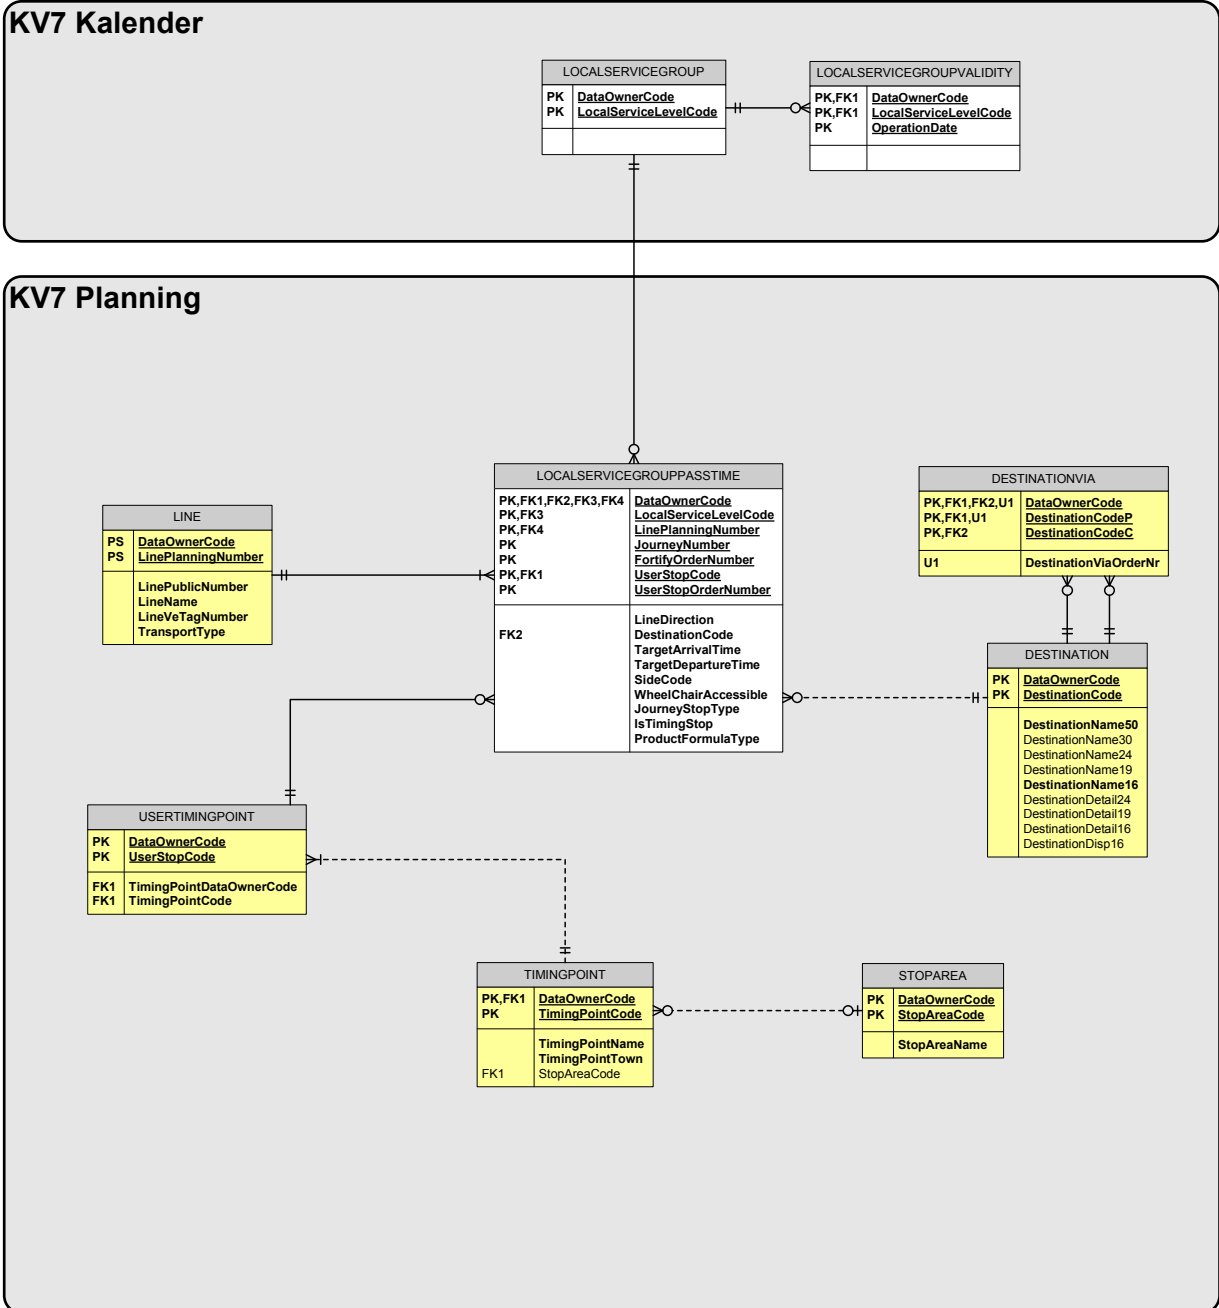 KV7 Kalender
LOCALSERVICEGROUP
PK DataOwnerCode
PK LocalServiceLevelCode
LOCALSERVICEGROUPVALIDITY
PK,FK1 DataOwnerCode
PK,FK1 LocalServiceLevelCode
PK OperationDate
KV7 Planning
LOCALSERVICEGROUPPASSTIME
PK,FK1,FK2,FK3,FK4 DataOwnerCode
PK,FK3 LocalServiceLevelCode
PK,FK4 LinePlanningNumber
PK JourneyNumber
PK FortifyOrderNumber
PK,FK1 UserStopCode
PK UserStopOrderNumber
LineDirection
FK2 DestinationCode
TargetArrivalTime
TargetDepartureTime
SideCode
WheelChairAccessible
JourneyStopType
IsTimingStop
ProductFormulaType
DESTINATIONVIA
PK,FK1,FK2,U1 DataOwnerCode
PK,FK1,U1 DestinationCodeP
PK,FK2 DestinationCodeC
U1 DestinationViaOrderNr
LINE
PS DataOwnerCode
PS LinePlanningNumber
LinePublicNumber
LineName
LineVeTagNumber
TransportType
DESTINATION
PK DataOwnerCode
PK DestinationCode
DestinationName50
DestinationName30
DestinationName24
DestinationName19
DestinationName16
DestinationDetail24
DestinationDetail19
DestinationDetail16
DestinationDisp16
USERTIMINGPOINT
PK DataOwnerCode
PK UserStopCode
FK1 TimingPointDataOwnerCode
FK1 TimingPointCode
TIMINGPOINT
PK,FK1 DataOwnerCode
PK TimingPointCode
TimingPointName
TimingPointTown
FK1 StopAreaCode
STOPAREA
PK DataOwnerCode
PK StopAreaCode
StopAreaName